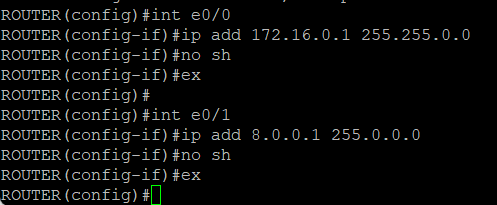 ROUTER(config)#int e0/0
ROUTER(config-if)#ip add 172.16.0.1 255.255.0.0
ROUTER(config-if)#no sh
ROUTER(config-if)#ex
ROUTER(config)#
ROUTER(config)#int e0/1
ROUTER(config-if)#ip add 8.0.0.1 255.0.0.0
ROUTER(config-if)#no sh
ROUTER(config-if)#ex
ROUTER(config)#